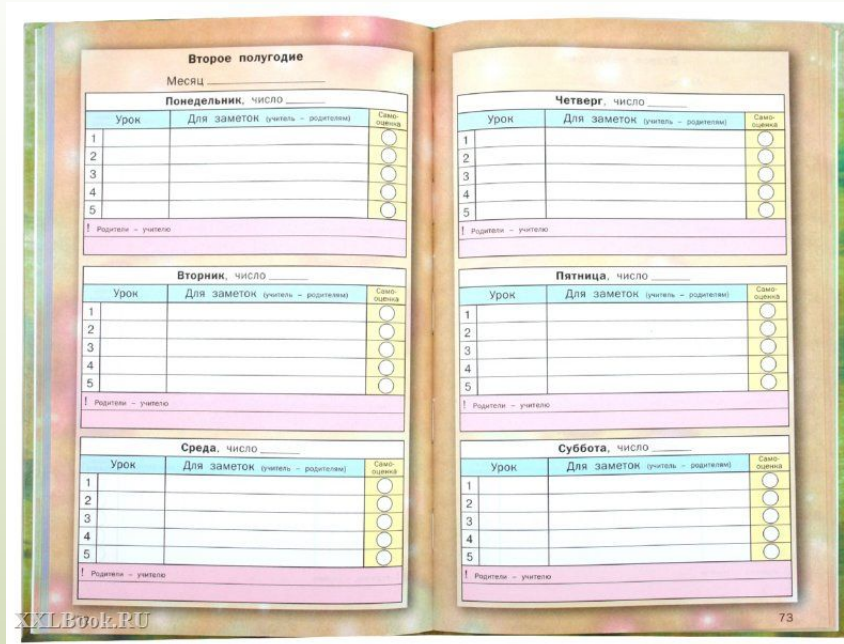 Второе полугодие
Месяц
Понедельник, число
Урок Для заметок (учитель – родителям) Само-
оценка
1
2
3
4
5
! Родители – учителю
Вторник, число
Урок Для заметок (учитель – родителям) Само-
оценка
1
2
3
4
5
! Родители – учителю
Среда, число
Урок Для заметок (учитель – родителям) Само-
оценка
1
2
3
4
5
! Родители – учителю
Четверг, число
Урок Для заметок (учитель – родителям) Само-
оценка
1
2
3
4
5
! Родители – учителю
Пятница, число
Урок Для заметок (учитель – родителям) Само-
оценка
1
2
3
4
5
! Родители – учителю
Суббота, число
Урок Для заметок (учитель – родителям) Само-
оценка
1
2
3
4
5
! Родители – учителю
73
XXLBook.RU